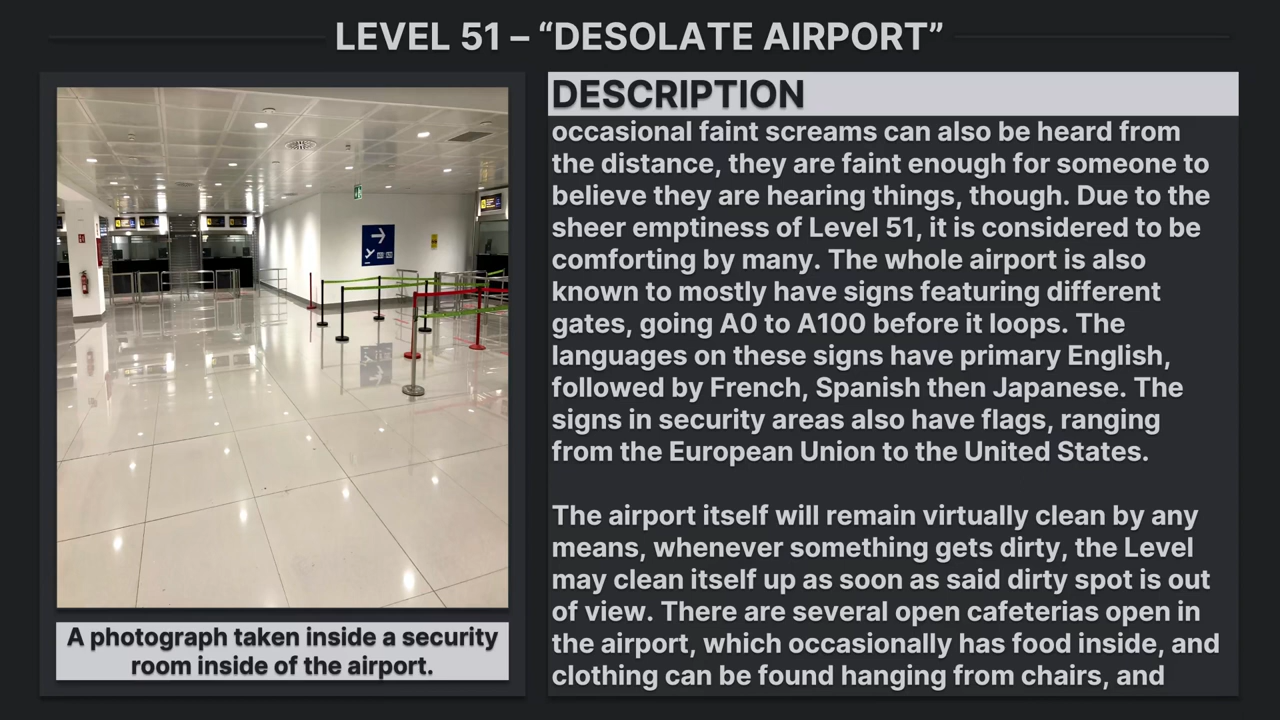 LEVEL 51 – “DESOLATE AIRPORT”
A photograph taken inside a security
room inside of the airport.
DESCRIPTION
occasional faint screams can also be heard from
the distance, they are faint enough for someone to
believe they are hearing things, though. Due to the
sheer emptiness of Level 51, it is considered to be
comforting by many. The whole airport is also
known to mostly have signs featuring different
gates, going A0 to A100 before it loops. The
languages on these signs have primary English,
followed by French, Spanish then Japanese. The
signs in security areas also have flags, ranging
from the European Union to the United States.
The airport itself will remain virtually clean by any
means, whenever something gets dirty, the Level
may clean itself up as soon as said dirty spot is out
of view. There are several open cafeterias open in
the airport, which occasionally has food inside, and
clothing can be found hanging from chairs, and